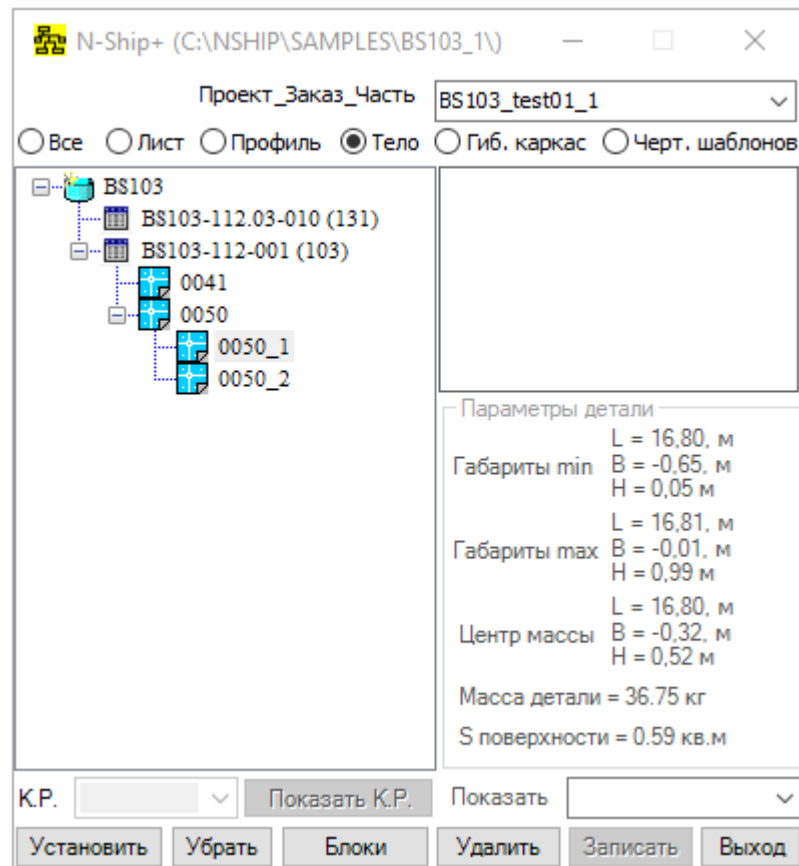 N-Ship+ (C:\NSHIP\SAMPLES\BS103_1\)
Проект_Заказ_Часть BS103_test01_1
Все Лист Профиль Тело Гиб. каркас Черт. шаблонов
BS103
BS103-112.03-010 (131)
BS103-112-001 (103)
0041
0050
0050_1
0050_2
Параметры детали
Габариты min
L = 16,80, м
B = -0,65, м
H = 0,05 м
Габариты max
L = 16,81, м
B = -0,01, м
H = 0,99 м
Центр массы
L = 16,80, м
B = -0,32, м
H = 0,52 м
Масса детали = 36.75 кг
S поверхности = 0.59 кв.м
К.Р. Показать К.Р. Показать
Установить Убрать Блоки Удалить Записать Выход